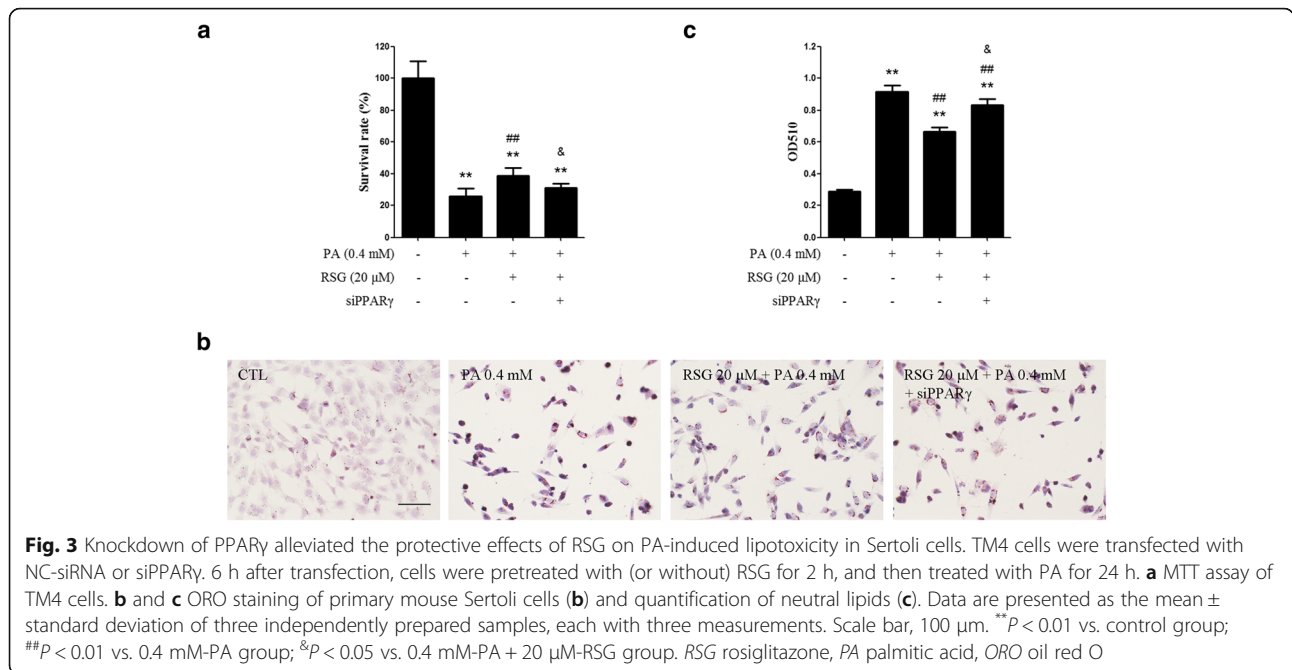 a
c
120
100
80
60
40
20
0
Survival rate (%)
**
##
**
&
**
PA (0.4 mM) - + + +
RSG (20 μM) - - + +
siPPARγ - - - +
1.2
1.0
0.8
0.6
0.4
0.2
0.0
OD510
**
##
**
&
##
**
PA (0.4 mM) - + + +
RSG (20 μM) - - + +
siPPARγ - - - +
b
CTL
PA 0.4 mM
RSG 20 μM + PA 0.4 mM
RSG 20 μM + PA 0.4 mM
+ siPPARγ
Fig. 3 Knockdown of PPARγ alleviated the protective effects of RSG on PA-induced lipotoxicity in Sertoli cells. TM4 cells were transfected with
NC-siRNA or siPPARγ. 6 h after transfection, cells were pretreated with (or without) RSG for 2 h, and then treated with PA for 24 h. a MTT assay of
TM4 cells. b and c ORO staining of primary mouse Sertoli cells (b) and quantification of neutral lipids (c). Data are presented as the mean ±
standard deviation of three independently prepared samples, each with three measurements. Scale bar, 100 μm. **P < 0.01 vs. control group;
##P < 0.01 vs. 0.4 mM-PA group; &P < 0.05 vs. 0.4 mM-PA + 20 μM-RSG group. RSG rosiglitazone, PA palmitic acid, ORO oil red O